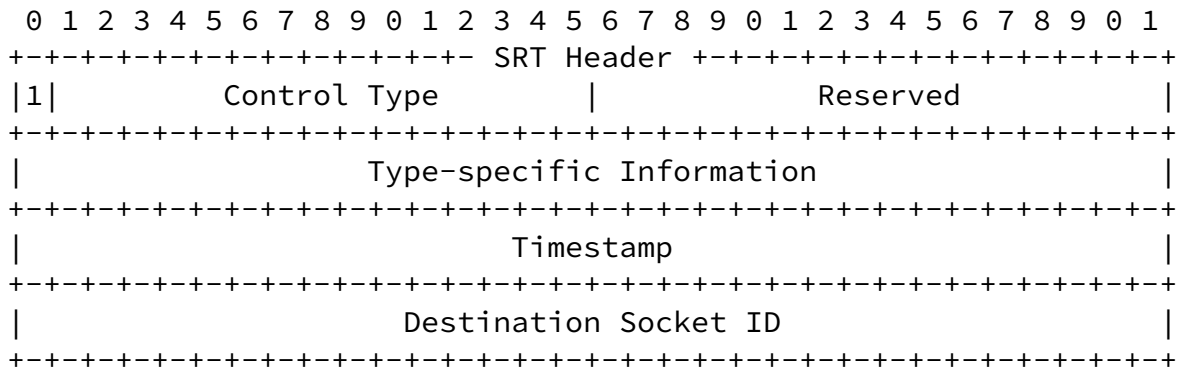 0 1 2 3 4 5 6 7 8 9 0 1 2 3 4 5 6 7 8 9 0 1 2 3 4 5 6 7 8 9 0 1
+-+-+-+-+-+-+-+-+-+-+-+-+- SRT Header +-+-+-+-+-+-+-+-+-+-+-+-+-+
|1|         Control Type        |            Reserved           |
+-+-+-+-+-+-+-+-+-+-+-+-+-+-+-+-+-+-+-+-+-+-+-+-+-+-+-+-+-+-+-+-+
|                   Type-specific Information                   |
+-+-+-+-+-+-+-+-+-+-+-+-+-+-+-+-+-+-+-+-+-+-+-+-+-+-+-+-+-+-+-+-+
|                           Timestamp                           |
+-+-+-+-+-+-+-+-+-+-+-+-+-+-+-+-+-+-+-+-+-+-+-+-+-+-+-+-+-+-+-+-+
|                     Destination Socket ID                     |
+-+-+-+-+-+-+-+-+-+-+-+-+-+-+-+-+-+-+-+-+-+-+-+-+-+-+-+-+-+-+-+-+